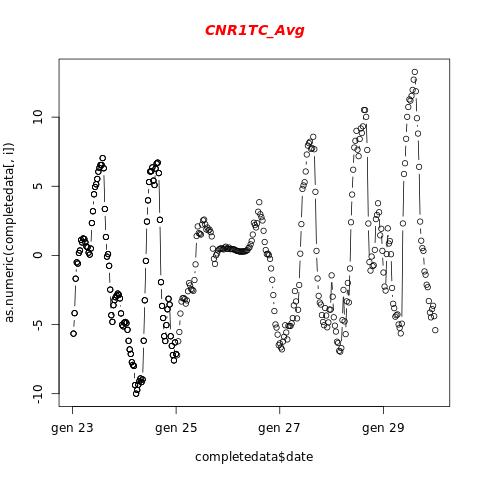 CNR1TC_Avg
as.numeric(completedata[, i])
10
5
0
-5
-10
gen 23
gen 25
gen 27
gen 29
completedata$date